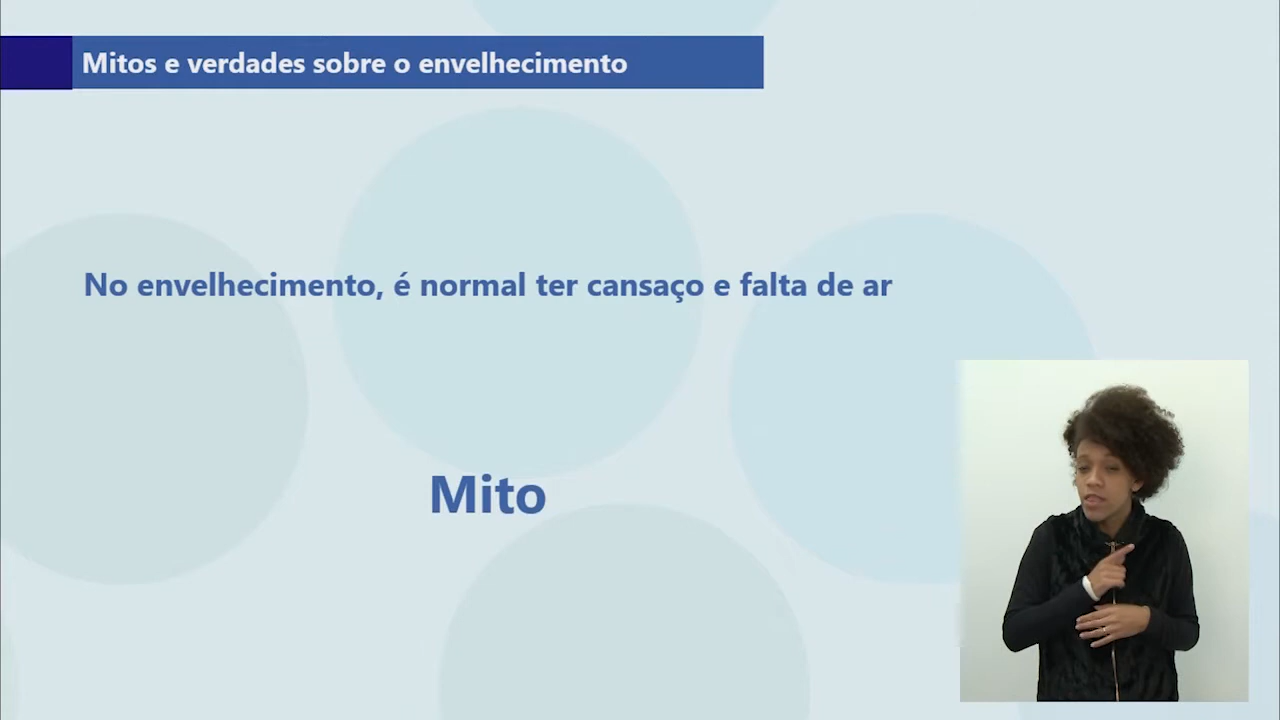 Mitos e verdades sobre o envelhecimento
No envelhecimento, é normal ter cansaço e falta de ar
Mito